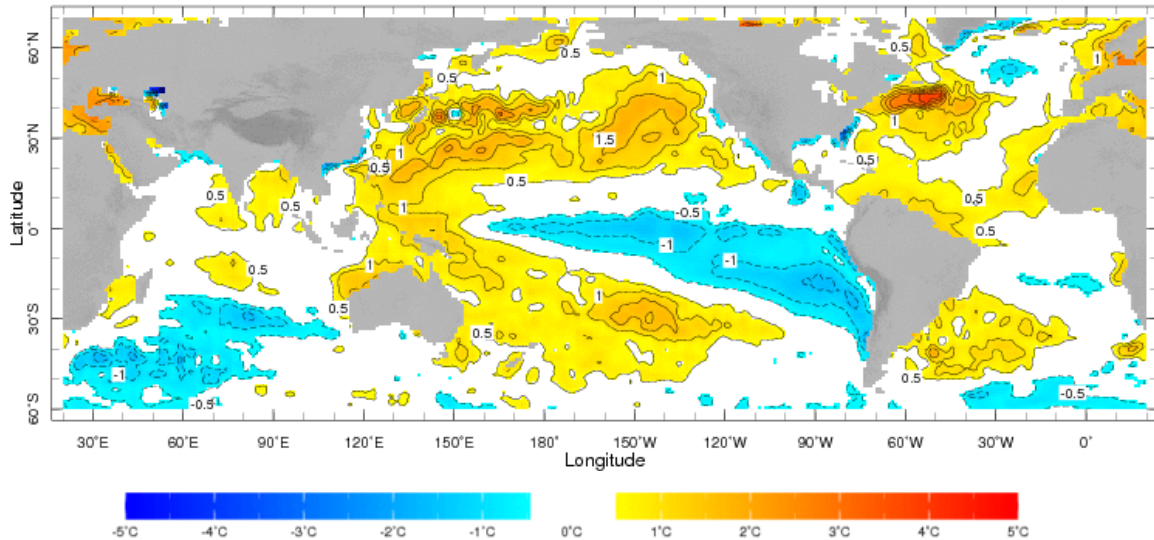 60°N
30°N
0°
30°S
60°S
Latitude
0.5
0.5
1
0.5
1
1.5
1
0.5
0.5
0.5
0.5
0.5
0.5
1
-0.5
0.5
-1
0.5
1
-1
1
0.5
0.5
-1
0.5
-0.5
-0.5
30°E
60°E
90°E
120°E
150°E
180°
150°W
120°W
90°W
60°W
30°W
0°
Longitude
-5°C
-4°C
-3°C
-2°C
-1°C
0°C
1°C
2°C
3°C
4°C
5°C